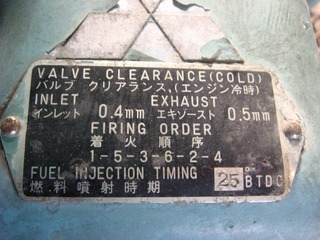 VALVE CLEARANCE(COLD)
バルブ クリアランス、(エンジン冷時)
INLET EXHAUST
インレット 0.4mm エキゾースト 0.5mm
FIRING ORDER
着火順序
1-5-3-6-2-4
FUEL INJECTION TIMING 25° BTDC
燃料噴射時期